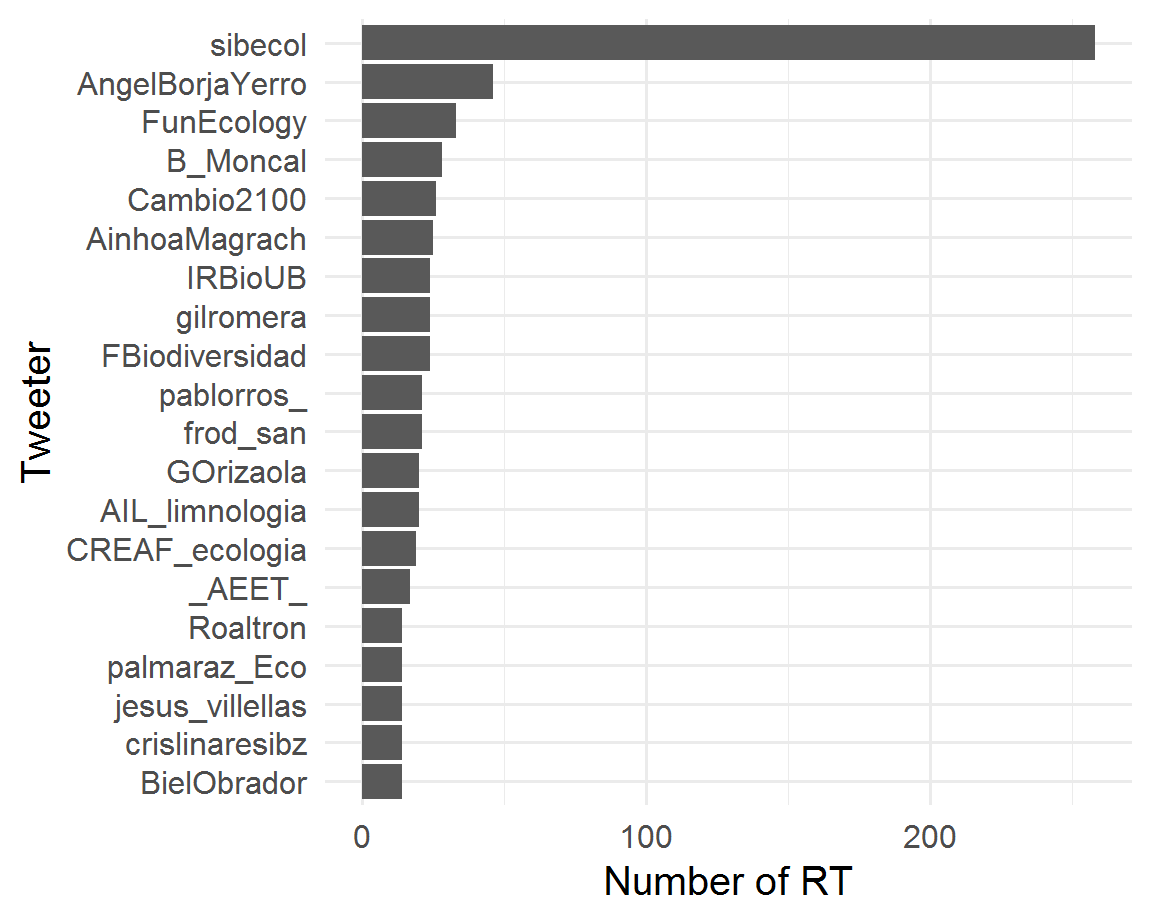 sibecol
AngelBorjaYerro
FunEcology
B_Moncal
Cambio2100
AinhoaMagrach
IRBioUB
gilromera
FBiodiversidad
pablorros_
frod_san
GOrizaola
AIL_limnologia
CREAF_ecologia
_AEET_
Roaltron
palmaraz_Eco
jesus_villellas
crislinaresibz
BielObrador
Tweeter
0 100 200
Number of RT